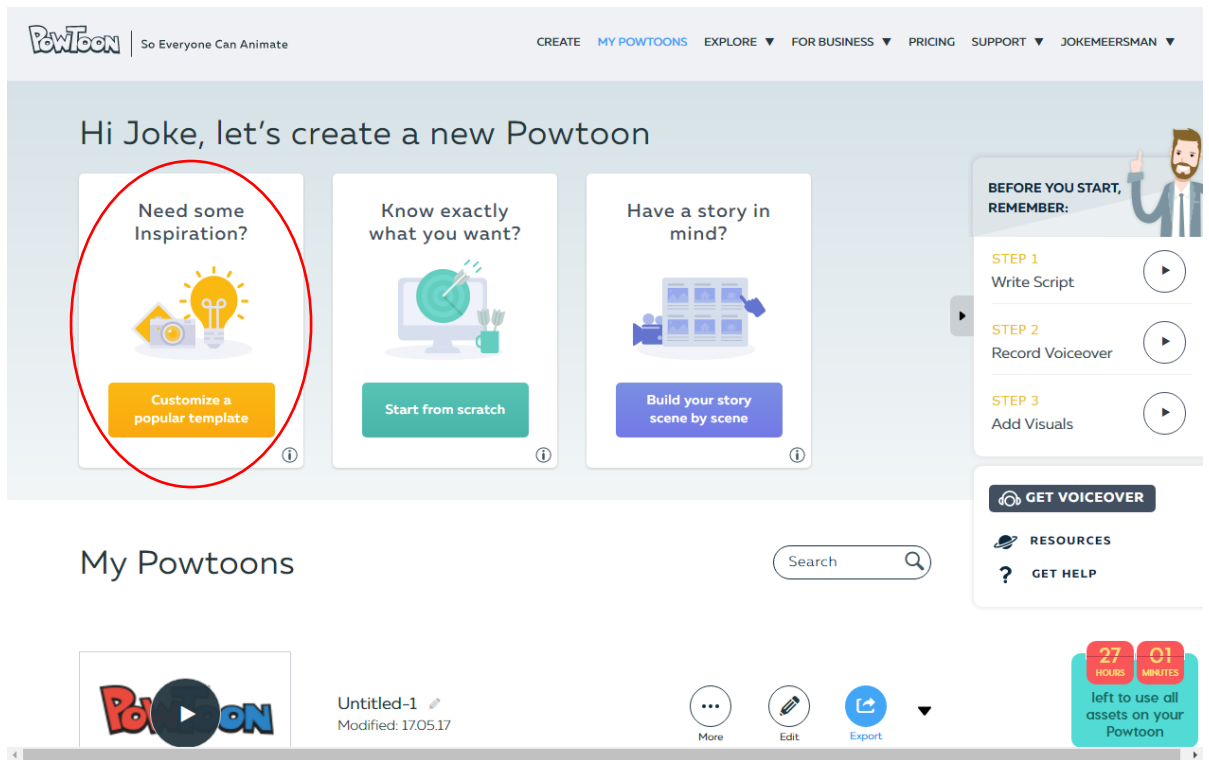 POWTOON So Everyone Can Animate
CREATE MY POWTOONS EXPLORE ▼ FOR BUSINESS ▼ PRICING SUPPORT ▼ JOKEMEERSMAN ▼
Hi Joke, let's create a new Powtoon
Need some
Inspiration?
Customize a
popular template
Know exactly
what you want?
Start from scratch
Have a story in
mind?
Build your story
scene by scene
BEFORE YOU START,
REMEMBER:
STEP 1
Write Script
STEP 2
Record Voiceover
STEP 3
Add Visuals
GET VOICEOVER
RESOURCES
? GET HELP
My Powtoons
Search
POWTOON
Untitled-1
Modified: 17.05.17
More
Edit
Export
27 01
HOURS MINUTES
left to use all
assets on your
Powtoon